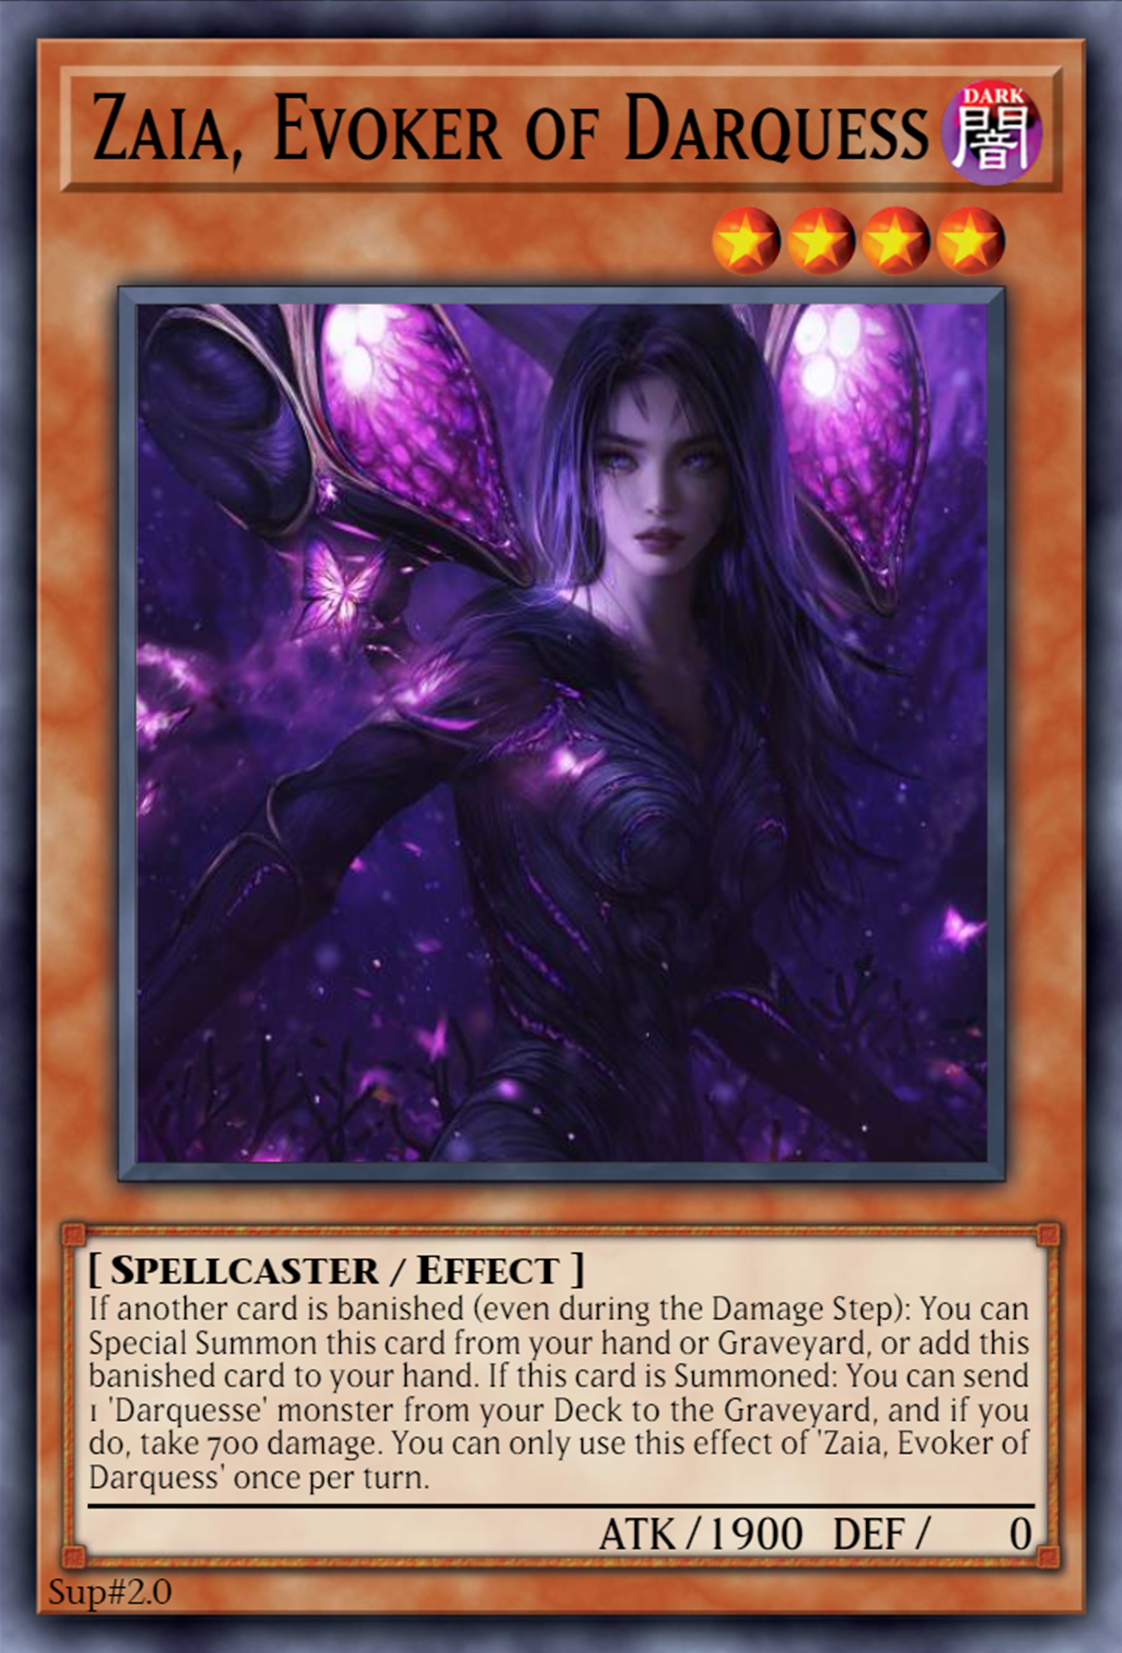 Zaia, Evoker of Darquess
DARK
闇
[ Spellcaster / Effect ]
If another card is banished (even during the Damage Step): You can
Special Summon this card from your hand or Graveyard, or add this
banished card to your hand. If this card is Summoned: You can send
1 'Darquesse' monster from your Deck to the Graveyard, and if you
do, take 700 damage. You can only use this effect of 'Zaia, Evoker of
Darquess' once per turn.
ATK / 1900 DEF / 0
Sup#2.0